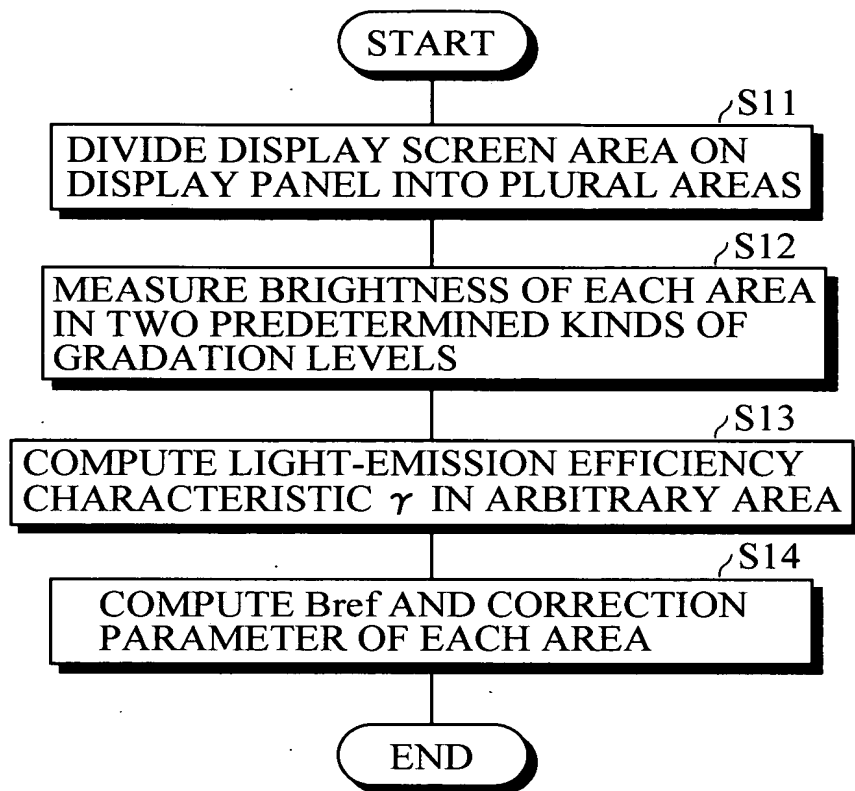 START
S11
DIVIDE DISPLAY SCREEN AREA ON
DISPLAY PANEL INTO PLURAL AREAS
S12
MEASURE BRIGHTNESS OF EACH AREA
IN TWO PREDETERMINED KINDS OF
GRADATION LEVELS
S13
COMPUTE LIGHT-EMISSION EFFICIENCY
CHARACTERISTIC γ IN ARBITRARY AREA
S14
COMPUTE Bref AND CORRECTION
PARAMETER OF EACH AREA
END